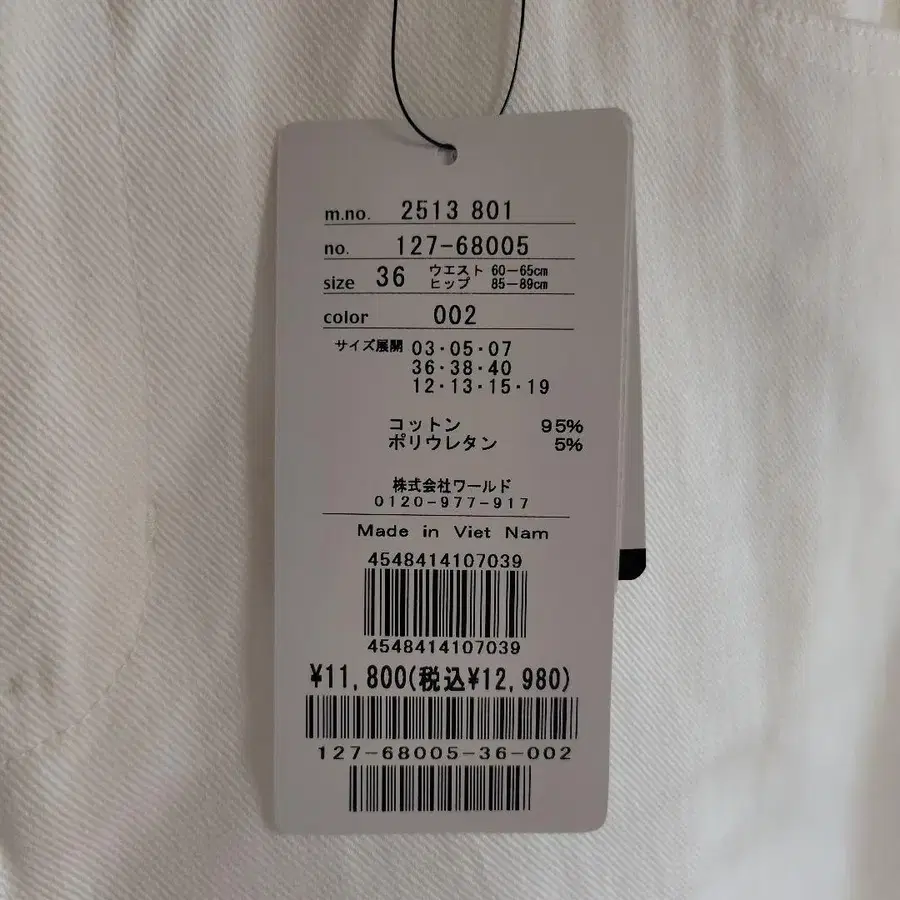 m.no. 2513 801
no. 127-68005
size 36 ウエスト 60-65cm
ヒップ 85-89cm
color 002
サイズ展開 03・05・07
36・38・40
12・13・15・19
コットン 95%
ポリウレタン 5%
株式会社ワールド
0120-977-917
Made in Viet Nam
4548414107039
4548414107039
¥11,800(税込¥12,980)
127-68005-36-002